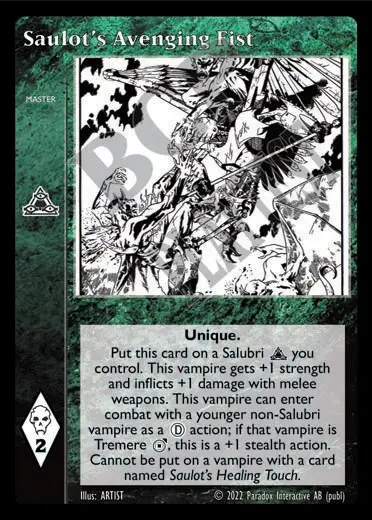 Saulot's Avenging Fist
MASTER
Unique.
Put this card on a Salubri you
control. This vampire gets +1 strength
and inflicts +1 damage with melee
weapons. This vampire can enter
combat with a younger non-Salubri
vampire as a D action; if that vampire is
Tremere , this is a +1 stealth action.
Cannot be put on a vampire with a card
named Saulot's Healing Touch.
2
Illus: ARTIST
© 2022 Paradox Interactive AB (publ)